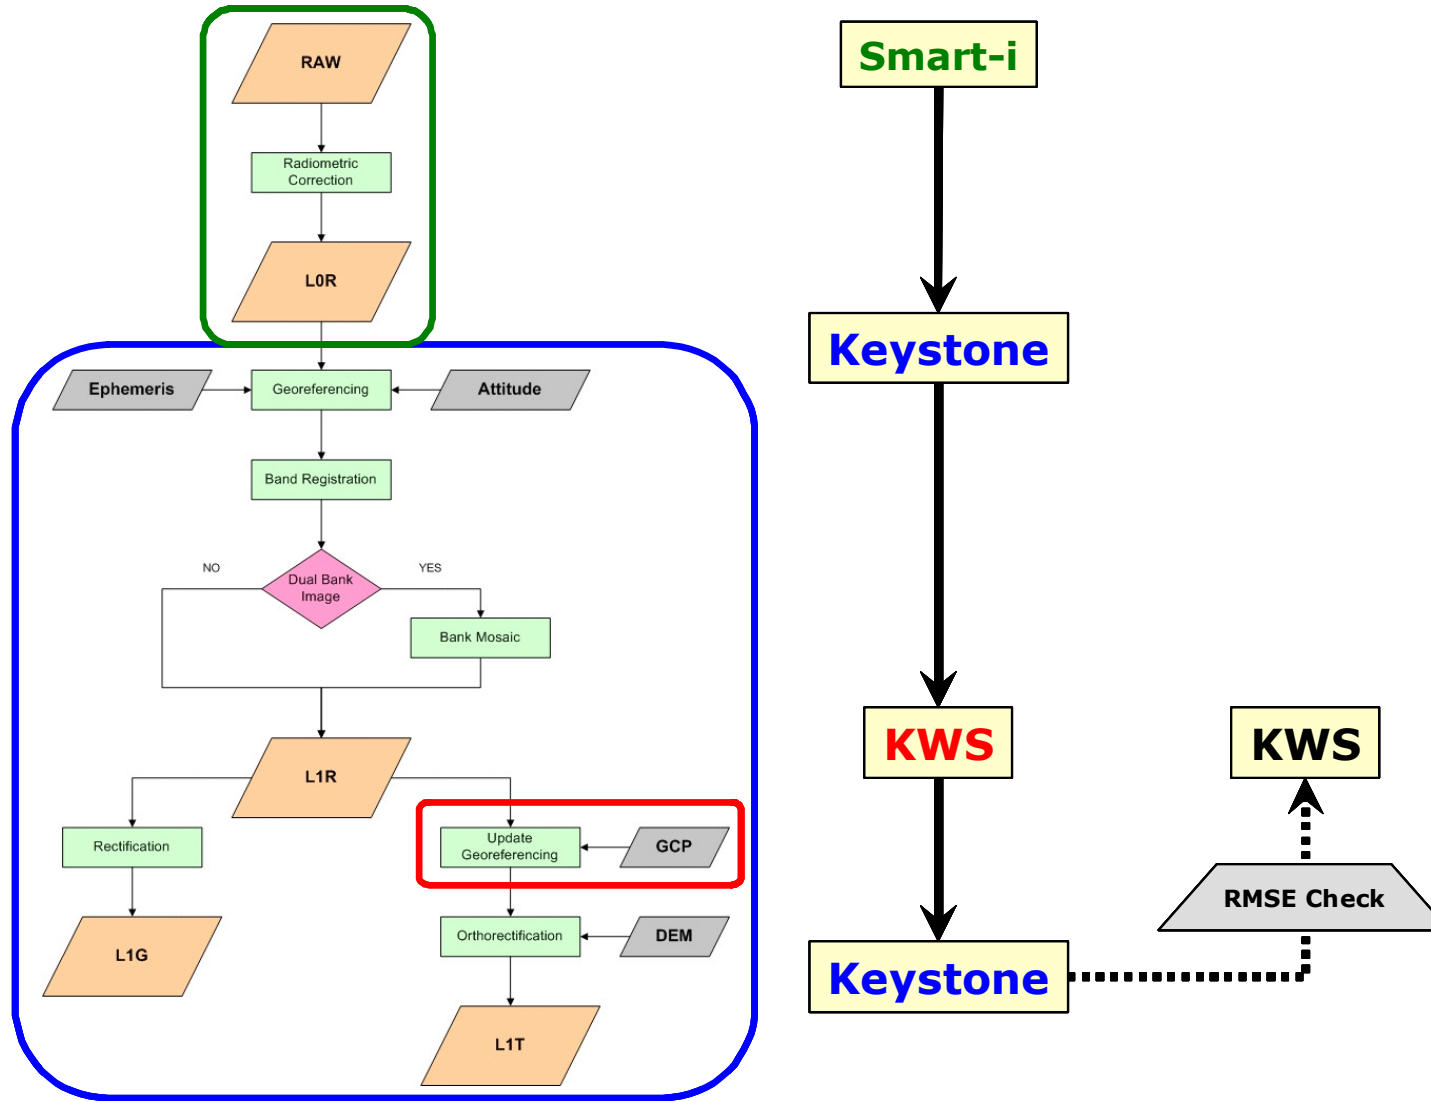 RAW
Radiometric
Correction
L0R
Ephemeris
Georeferencing
Attitude
Band Registration
NO
Dual Bank
Image
YES
Bank Mosaic
L1R
Rectification
Update
Georeferencing
GCP
L1G
Orthorectification
DEM
L1T
Smart-i
Keystone
KWS
KWS
RMSE Check
Keystone